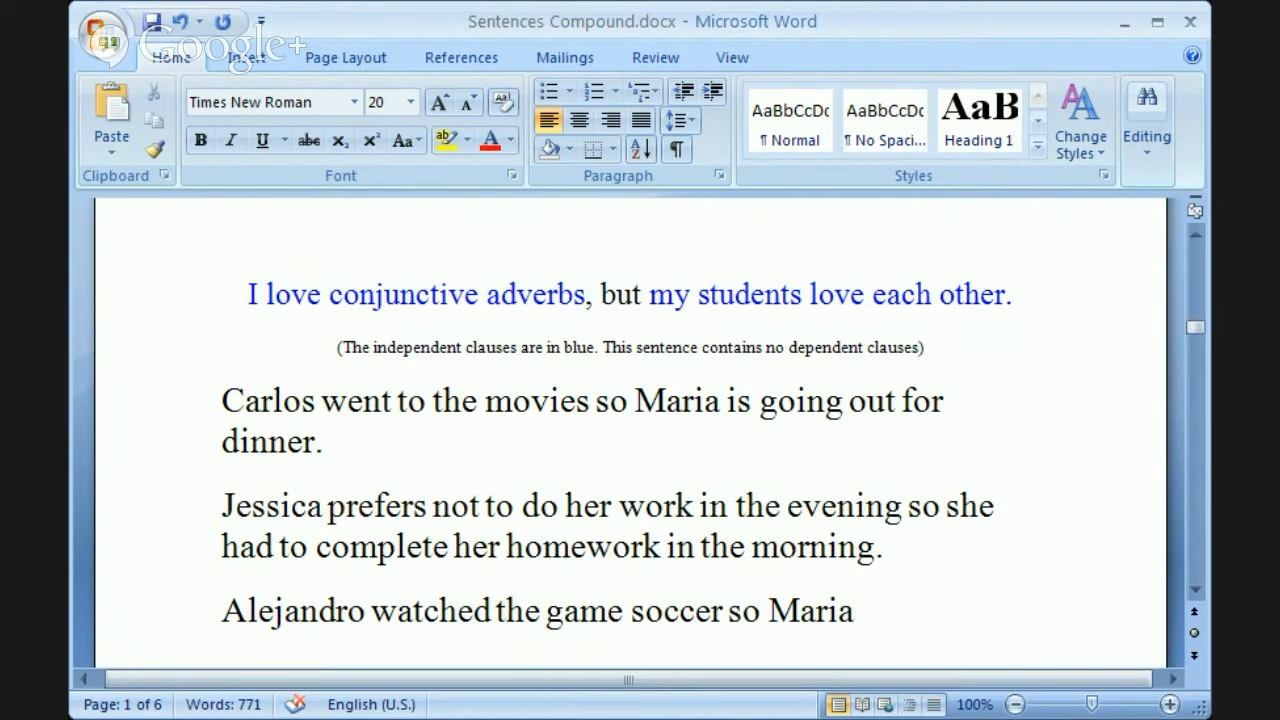 Sentences Compound.docx - Microsoft Word
Google+
Home Insert Page Layout References Mailings Review View
Times New Roman 20
AaBbCcDc AaBbCcDc AaB
Paste
¶ Normal ¶ No Spaci... Heading 1
Change Styles
Editing
Clipboard Font Paragraph Styles
I love conjunctive adverbs, but my students love each other.
(The independent clauses are in blue. This sentence contains no dependent clauses)
Carlos went to the movies so Maria is going out for
dinner.
Jessica prefers not to do her work in the evening so she
had to complete her homework in the morning.
Alejandro watched the game soccer so Maria
Page: 1 of 6 Words: 771 English (U.S.) 100%